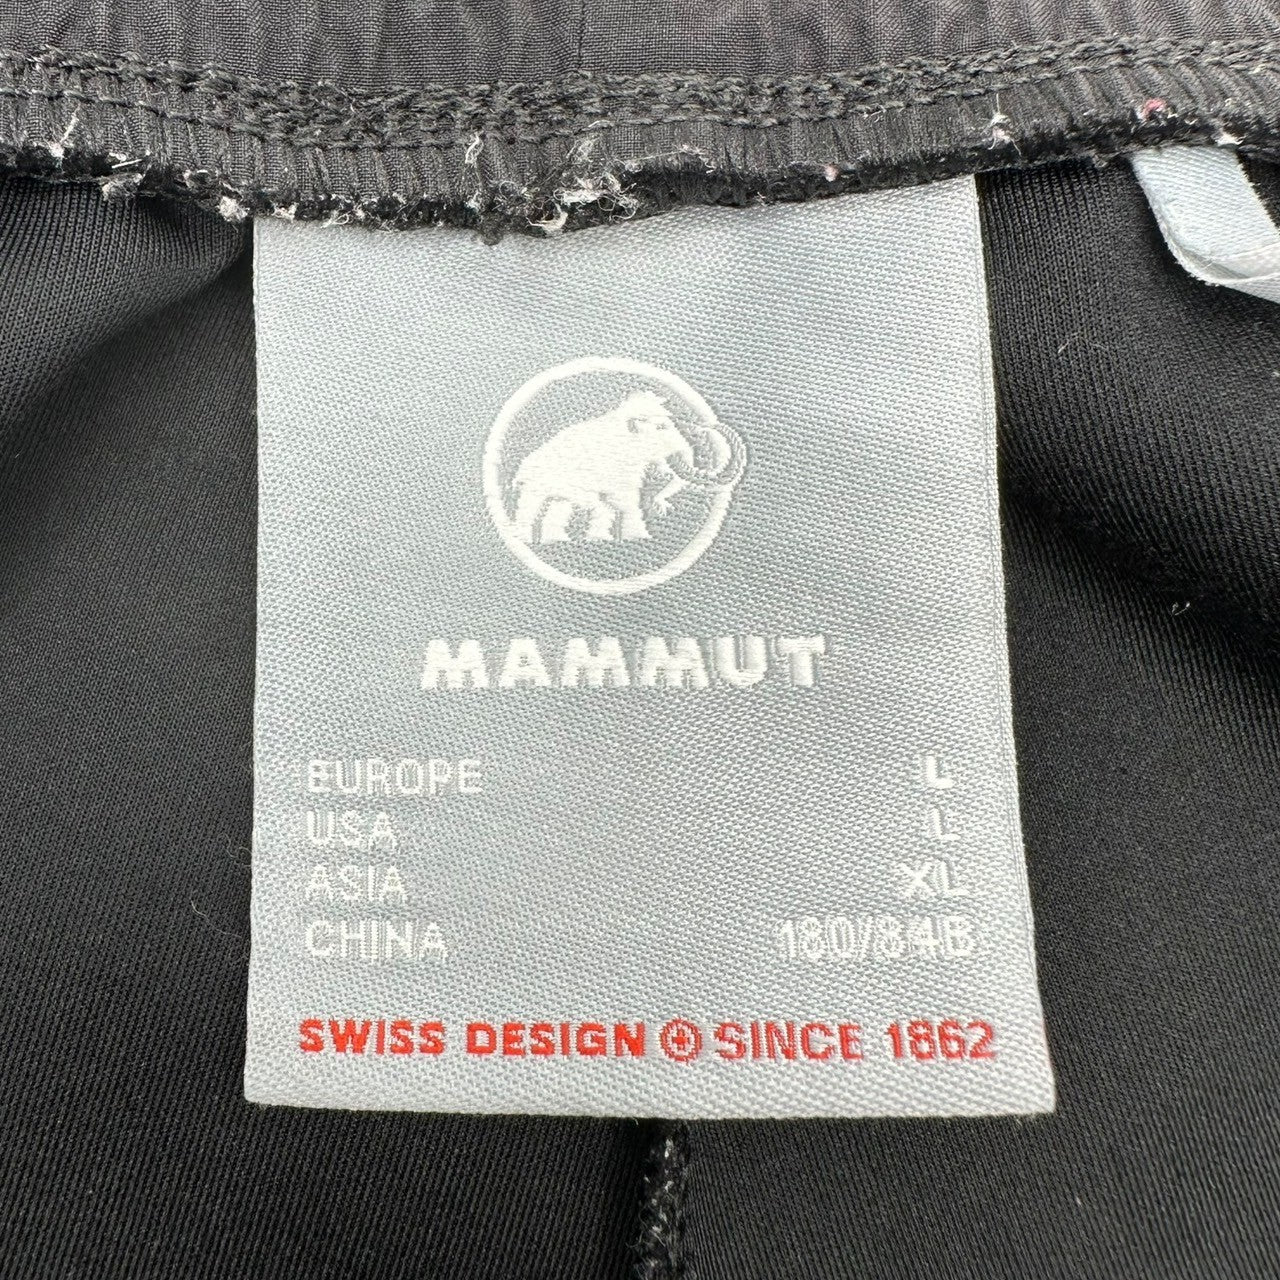 MAMMUT
EUROPE L
USA L
ASIA XL
CHINA 180/84B
SWISS DESIGN SINCE 1862